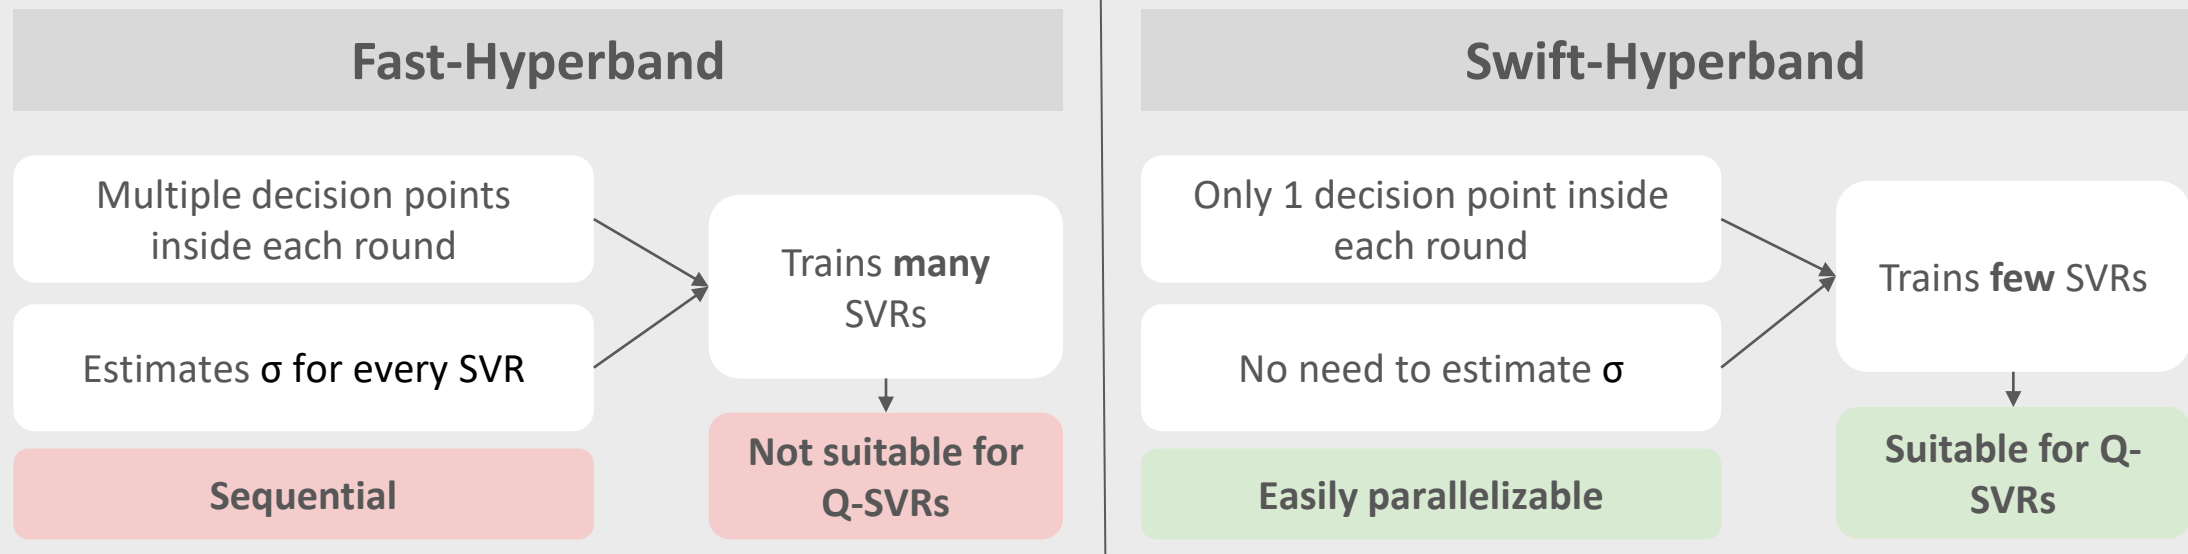 Fast-Hyperband
Multiple decision points
inside each round
Estimates σ for every SVR
Sequential
Trains many
SVRs
Not suitable for
Q-SVRs
Swift-Hyperband
Only 1 decision point inside
each round
No need to estimate σ
Easily parallelizable
Trains few SVRs
Suitable for Q-
SVRs